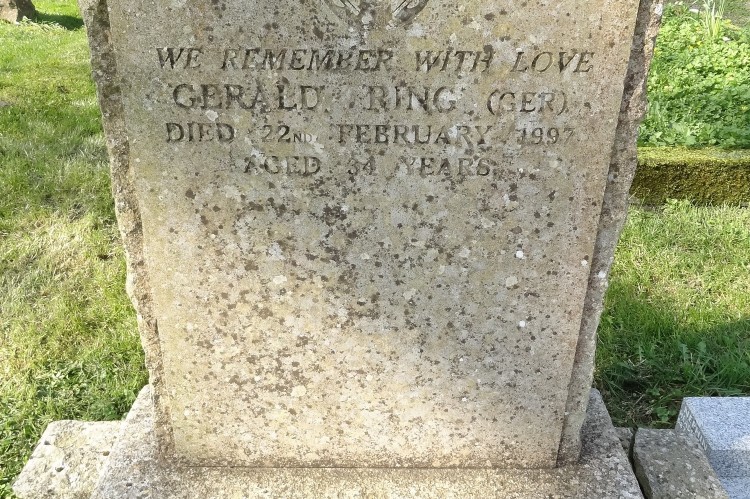 WE REMEMBER WITH LOVE
GERALD RING (GER)
DIED 22ND FEBRUARY 1997
AGED 34 YEARS